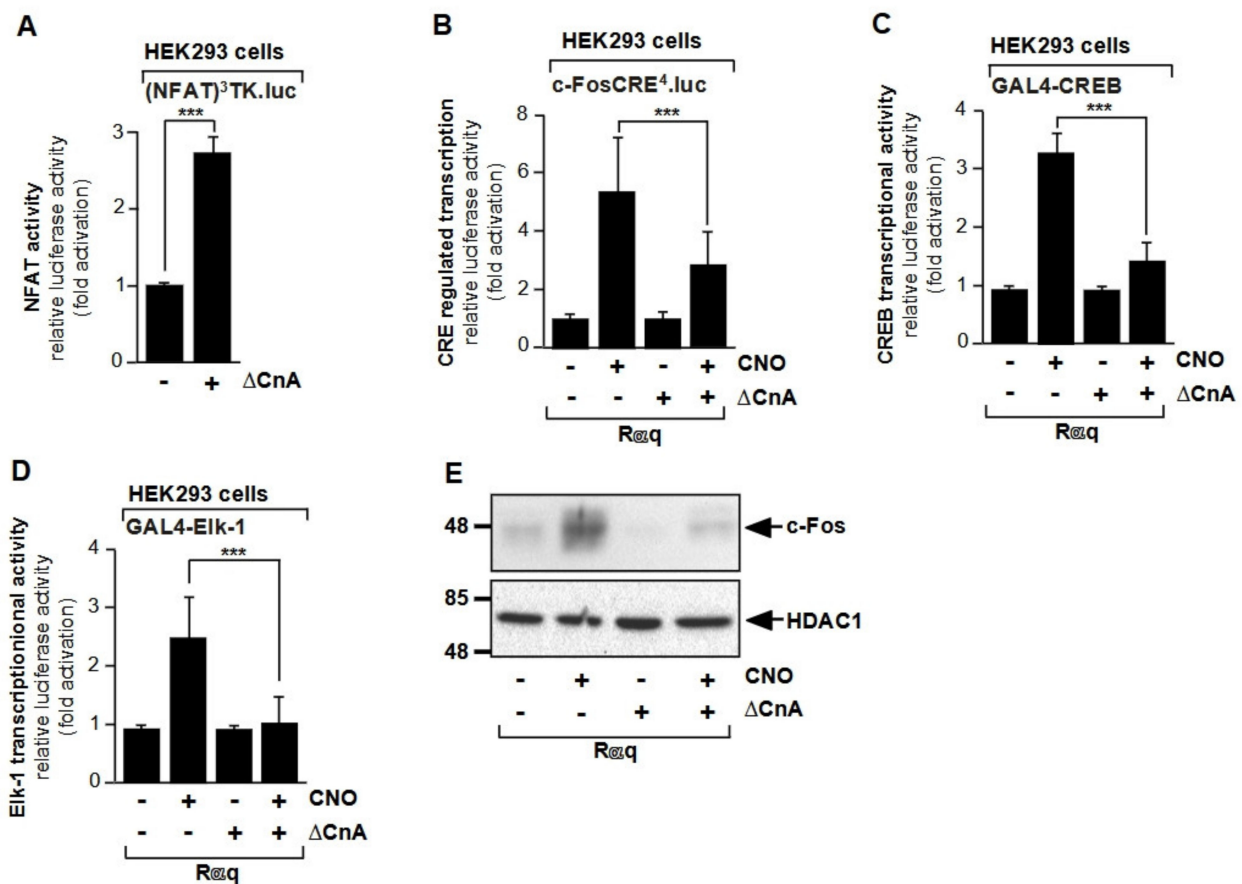 A
HEK293 cells
(NFAT)³TK.luc
***
NFAT activity
relative luciferase activity
(fold activation)
3
2
1
0
- + ΔCnA
B
HEK293 cells
c-FosCRE⁴.luc
***
CRE regulated transcription
relative luciferase activity
(fold activation)
8
6
4
2
0
- + - + CNO
- - + + ΔCnA
Rαq
C
HEK293 cells
GAL4-CREB
***
CREB transcriptional activity
relative luciferase activity
(fold activation)
4
3
2
1
0
- + - + CNO
- - + + ΔCnA
Rαq
D
HEK293 cells
GAL4-Elk-1
***
Elk-1 transcriptionional activity
relative luciferase activity
(fold activation)
4
3
2
1
0
- + - + CNO
- - + + ΔCnA
Rαq
E
48 c-Fos
85
HDAC1
48
- + - + CNO
- - + + ΔCnA
Rαq